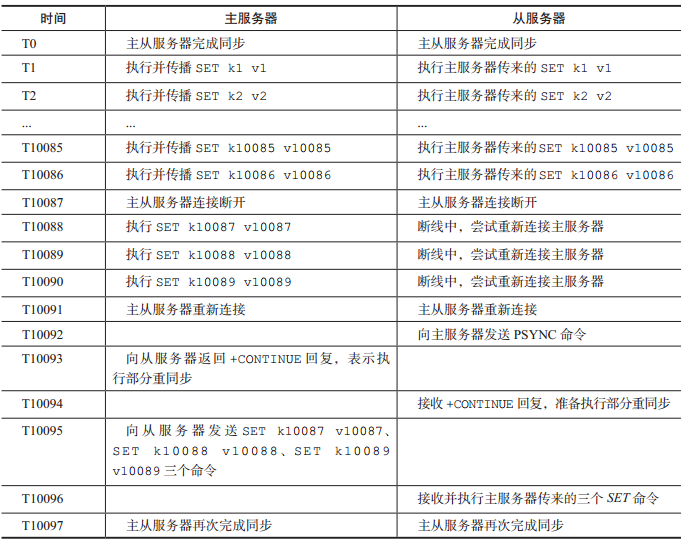 时间 主服务器 从服务器
T0 主从服务器完成同步 主从服务器完成同步
T1 执行并传播 SET k1 v1 执行主服务器传来的 SET k1 v1
T2 执行并传播 SET k2 v2 执行主服务器传来的 SET k2 v2
... ... ...
T10085 执行并传播 SET k10085 v10085 执行主服务器传来的 SET k10085 v10085
T10086 执行并传播 SET k10086 v10086 执行主服务器传来的 SET k10086 v10086
T10087 主从服务器连接断开 主从服务器连接断开
T10088 执行 SET k10087 v10087 断线中，尝试重新连接主服务器
T10089 执行 SET k10088 v10088 断线中，尝试重新连接主服务器
T10090 执行 SET k10089 v10089 断线中，尝试重新连接主服务器
T10091 主从服务器重新连接 主从服务器重新连接
T10092 向主服务器发送 PSYNC 命令
T10093 向从服务器返回 +CONTINUE 回复，表示执
行部分重同步
T10094 接收 +CONTINUE 回复，准备执行部分重同步
T10095 向从服务器发送 SET k10087 v10087、
SET k10088 v10088、SET k10089
v10089 三个命令
T10096 接收并执行主服务器传来的三个 SET 命令
T10097 主从服务器再次完成同步 主从服务器再次完成同步